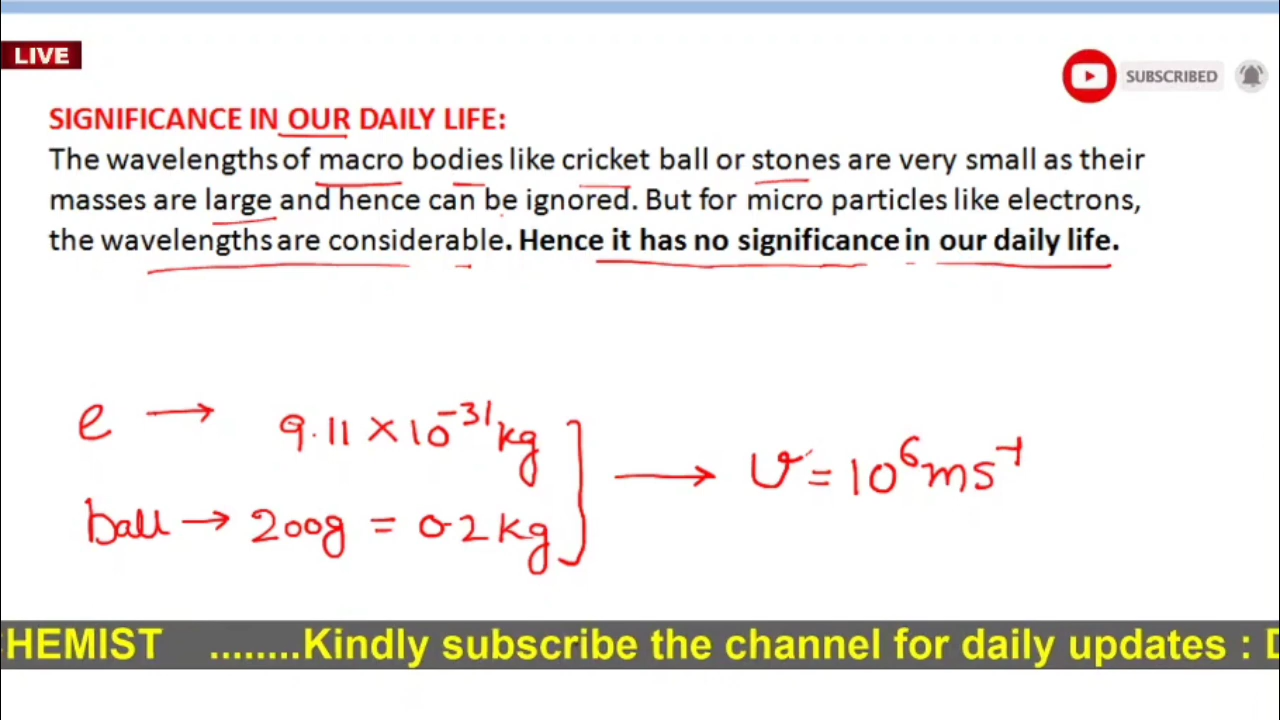 LIVE
SUBSCRIBED
SIGNIFICANCE IN OUR DAILY LIFE:
The wavelengths of macro bodies like cricket ball or stones are very small as their
masses are large and hence can be ignored. But for micro particles like electrons,
the wavelengths are considerable. Hence it has no significance in our daily life.
e → 9.11 × 10⁻³¹ kg
ball → 200g = 0.2 kg
→ v = 10⁶ ms⁻¹
CHEMIST ........Kindly subscribe the channel for daily updates : D